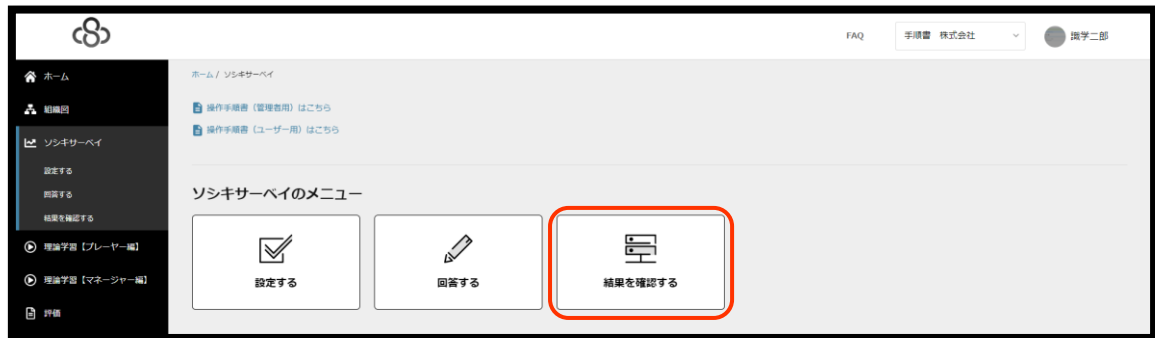 FAQ
手順書 株式会社
識学二郎
ホーム
組織図
ソシキサーベイ
設定する
回答する
結果を確認する
理論学習【プレーヤー編】
理論学習【マネージャー編】
評価
ホーム / ソシキサーベイ
操作手順書（管理者用）はこちら
操作手順書（ユーザー用）はこちら
ソシキサーベイのメニュー
設定する
回答する
結果を確認する